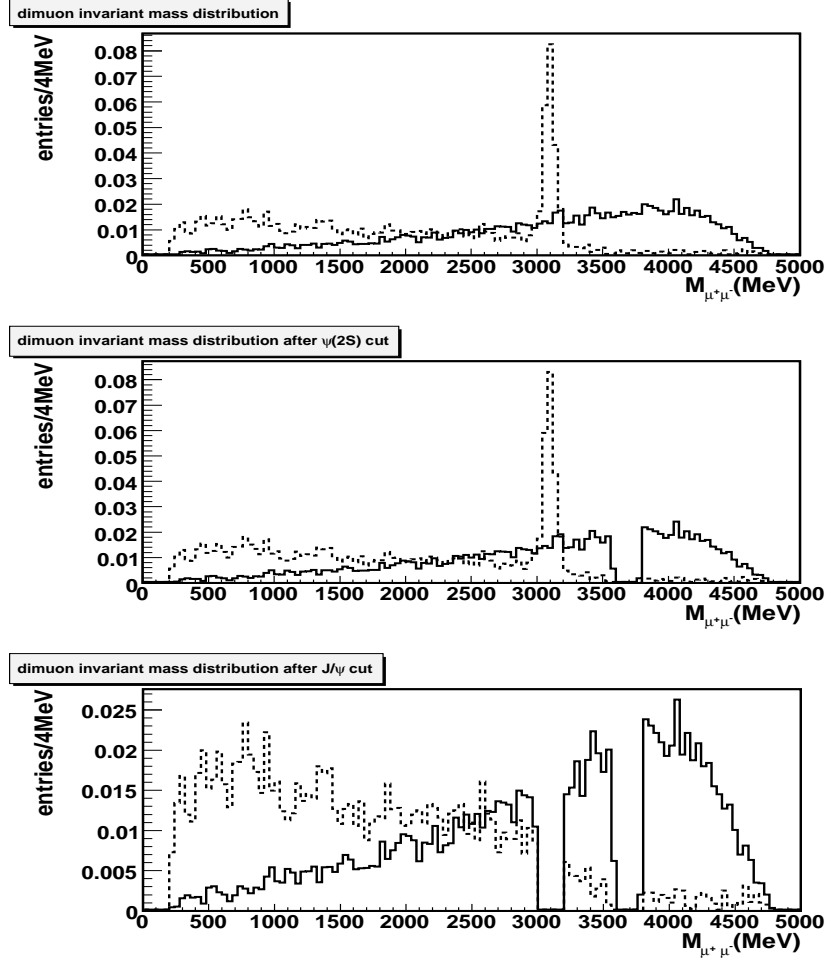 dimuon invariant mass distribution
entries/4MeV
0.08
0.07
0.06
0.05
0.04
0.03
0.02
0.01
0
0 500 1000 1500 2000 2500 3000 3500 4000 4500 5000
M μ⁺μ⁻ (MeV)
dimuon invariant mass distribution after ψ(2S) cut
entries/4MeV
0.08
0.07
0.06
0.05
0.04
0.03
0.02
0.01
0
0 500 1000 1500 2000 2500 3000 3500 4000 4500 5000
M μ⁺μ⁻ (MeV)
dimuon invariant mass distribution after J/ψ cut
entries/4MeV
0.025
0.02
0.015
0.01
0.005
0
0 500 1000 1500 2000 2500 3000 3500 4000 4500 5000
M μ⁺ μ⁻ (MeV)